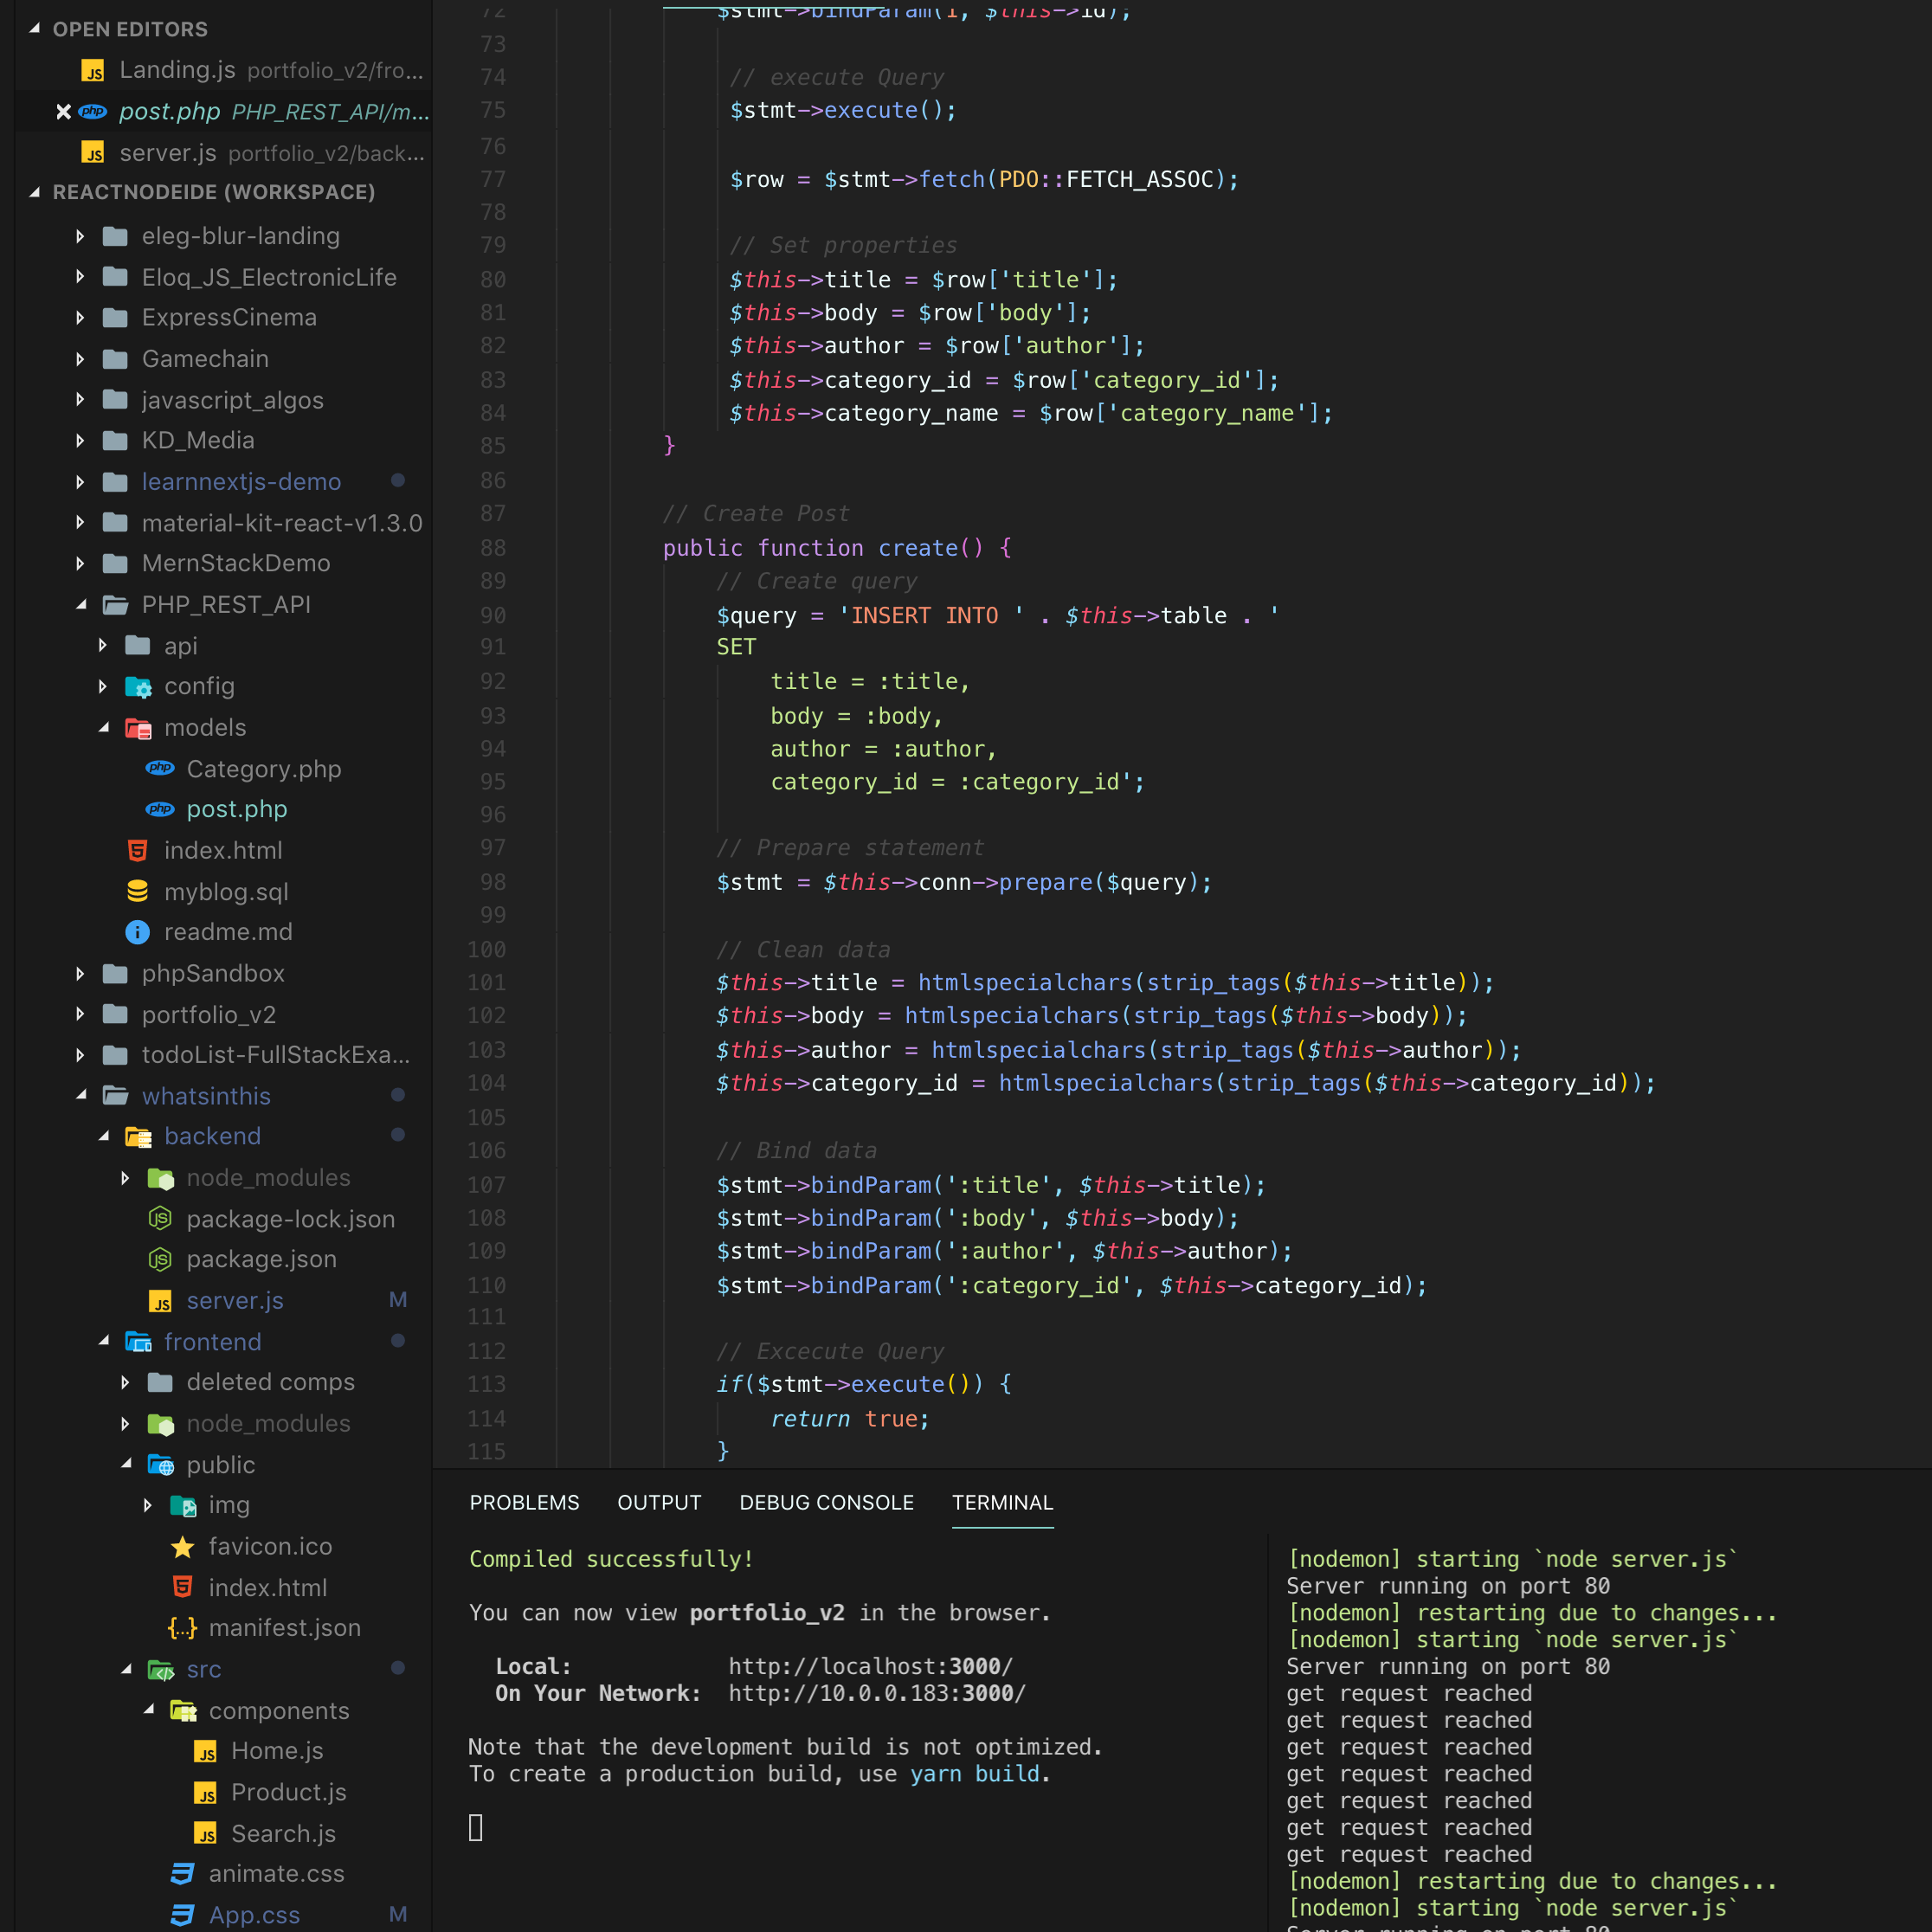 OPEN EDITORS
Landing.js portfolio_v2/fro...
post.php PHP_REST_API/m...
server.js portfolio_v2/back...
REACTNODEIDE (WORKSPACE)
eleg-blur-landing
Eloq_JS_ElectronicLife
ExpressCinema
Gamechain
javascript_algos
KD_Media
learnnextjs-demo
material-kit-react-v1.3.0
MernStackDemo
PHP_REST_API
api
config
models
Category.php
post.php
index.html
myblog.sql
readme.md
phpSandbox
portfolio_v2
todoList-FullStackExa...
whatsinthis
backend
node_modules
package-lock.json
package.json
server.js M
frontend
deleted comps
node_modules
public
img
favicon.ico
index.html
manifest.json
src
components
Home.js
Product.js
Search.js
animate.css
App.css M
72 $stmt->bindParam(1, $this->id);
73
74 // execute Query
75 $stmt->execute();
76
77 $row = $stmt->fetch(PDO::FETCH_ASSOC);
78
79 // Set properties
80 $this->title = $row['title'];
81 $this->body = $row['body'];
82 $this->author = $row['author'];
83 $this->category_id = $row['category_id'];
84 $this->category_name = $row['category_name'];
85 }
86
87 // Create Post
88 public function create() {
89 // Create query
90 $query = 'INSERT INTO ' . $this->table . '
91 SET
92 title = :title,
93 body = :body,
94 author = :author,
95 category_id = :category_id';
96
97 // Prepare statement
98 $stmt = $this->conn->prepare($query);
99
100 // Clean data
101 $this->title = htmlspecialchars(strip_tags($this->title));
102 $this->body = htmlspecialchars(strip_tags($this->body));
103 $this->author = htmlspecialchars(strip_tags($this->author));
104 $this->category_id = htmlspecialchars(strip_tags($this->category_id));
105
106 // Bind data
107 $stmt->bindParam(':title', $this->title);
108 $stmt->bindParam(':body', $this->body);
109 $stmt->bindParam(':author', $this->author);
110 $stmt->bindParam(':category_id', $this->category_id);
111
112 // Excecute Query
113 if($stmt->execute()) {
114 return true;
115 }
PROBLEMS OUTPUT DEBUG CONSOLE TERMINAL
Compiled successfully!
You can now view portfolio_v2 in the browser.
Local: http://localhost:3000/
On Your Network: http://10.0.0.183:3000/
Note that the development build is not optimized.
To create a production build, use yarn build.
[nodemon] starting `node server.js`
Server running on port 80
[nodemon] restarting due to changes...
[nodemon] starting `node server.js`
Server running on port 80
get request reached
get request reached
get request reached
get request reached
get request reached
get request reached
get request reached
[nodemon] restarting due to changes...
[nodemon] starting `node server.js`
Server running on port 80